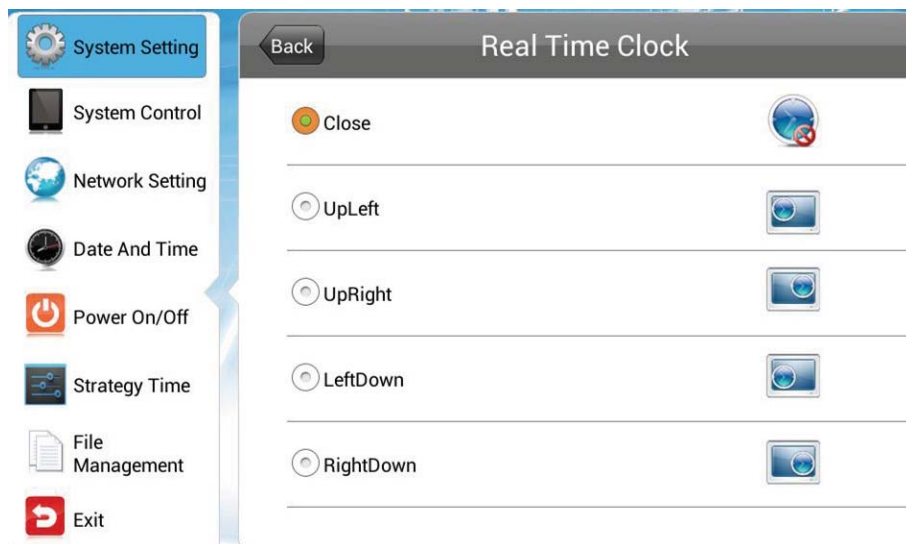 System Setting
System Control
Network Setting
Date And Time
Power On/Off
Strategy Time
File
Management
Exit
Back
Real Time Clock
Close
UpLeft
UpRight
LeftDown
RightDown